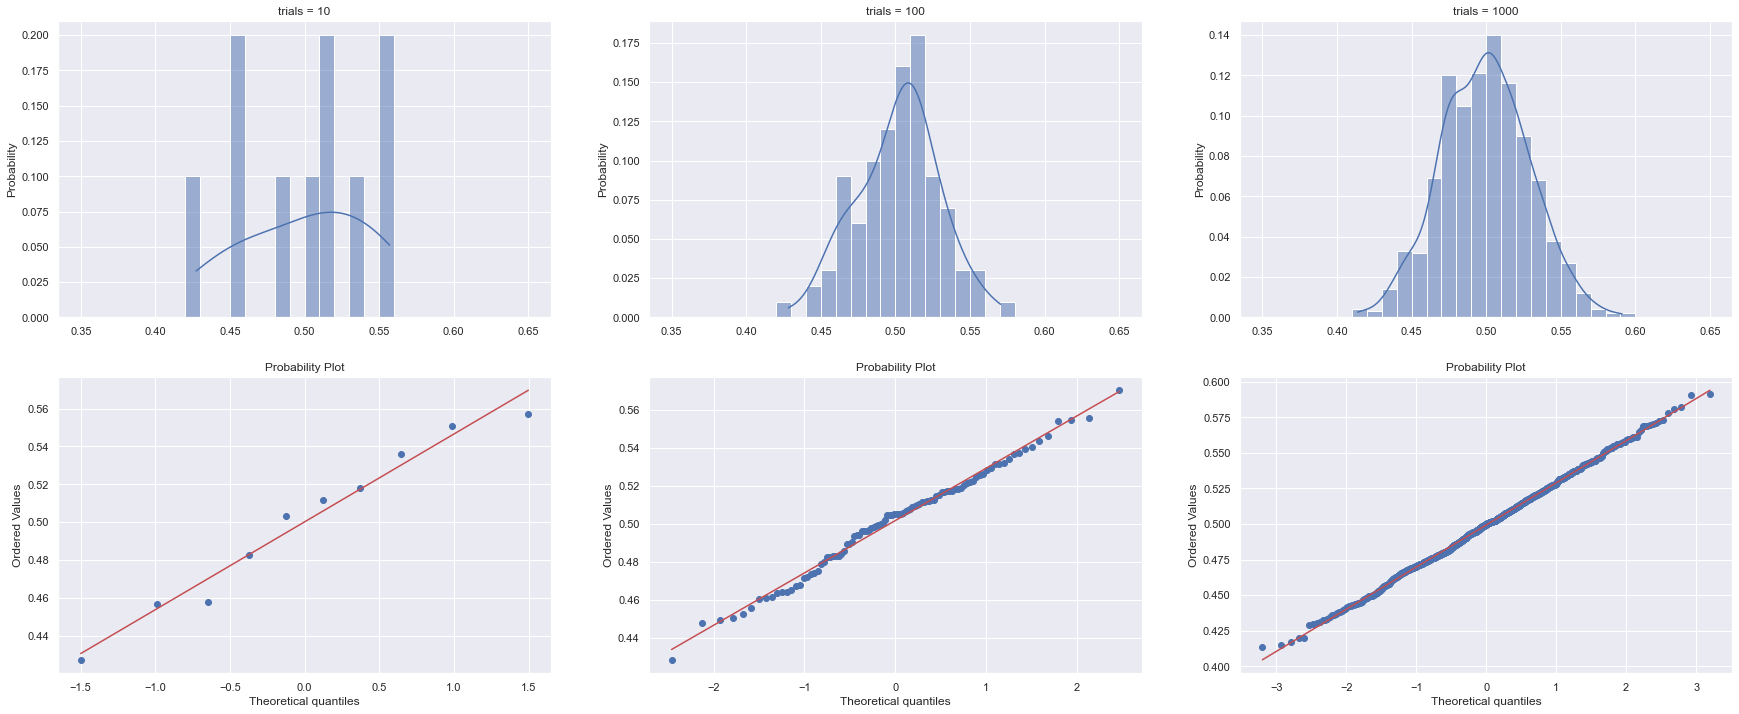 trials = 10
trials = 100
trials = 1000
Probability
0.200
0.175
0.150
0.125
0.100
0.075
0.050
0.025
0.000
0.35 0.40 0.45 0.50 0.55 0.60 0.65
Probability
0.175
0.150
0.125
0.100
0.075
0.050
0.025
0.000
0.35 0.40 0.45 0.50 0.55 0.60 0.65
Probability
0.14
0.12
0.10
0.08
0.06
0.04
0.02
0.00
0.35 0.40 0.45 0.50 0.55 0.60 0.65
Probability Plot
Ordered Values
0.56
0.54
0.52
0.50
0.48
0.46
0.44
−1.5 −1.0 −0.5 0.0 0.5 1.0 1.5
Theoretical quantiles
Probability Plot
Ordered Values
0.56
0.54
0.52
0.50
0.48
0.46
0.44
−2 −1 0 1 2
Theoretical quantiles
Probability Plot
Ordered Values
0.600
0.575
0.550
0.525
0.500
0.475
0.450
0.425
0.400
−3 −2 −1 0 1 2 3
Theoretical quantiles